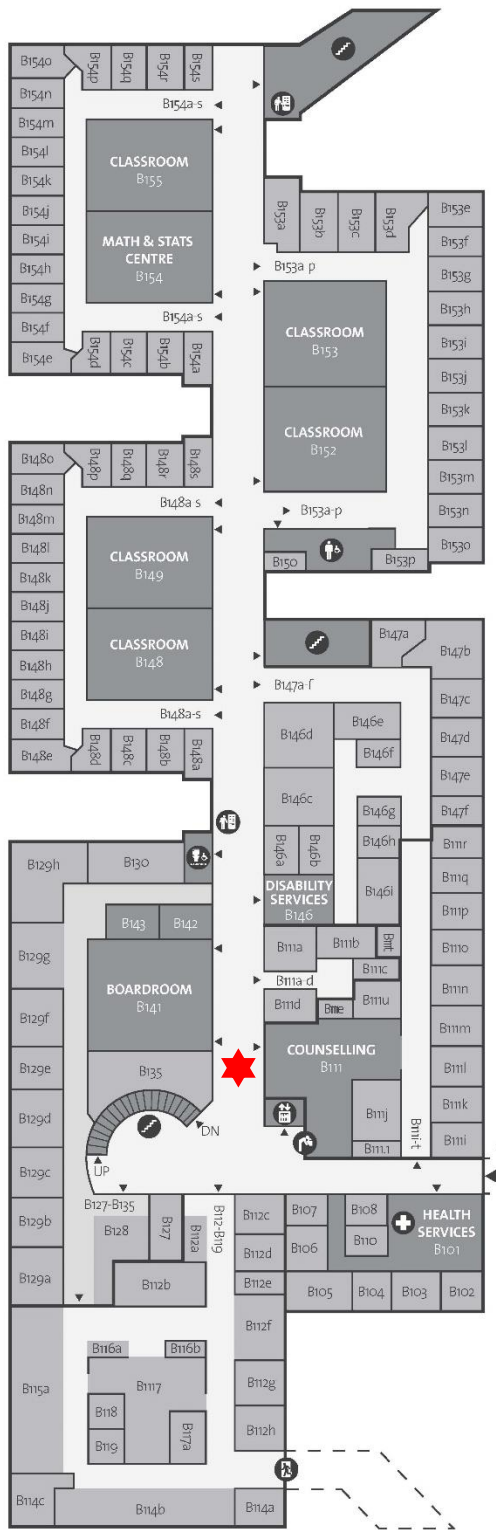 B154o
B154p
B154q
B154r
B154s
B154n
B154a-s
B154m
B154l
B154k
B154j
B154i
B154h
B154g
B154f
B154e
CLASSROOM
B155
MATH & STATS
CENTRE
B154
B154a-s
B154d
B154c
B154b
B154a
B153a
B153b
B153c
B153d
B153e
B153f
B153g
B153h
B153i
B153j
B153k
B153l
B153m
B153n
B153o
B153a-p
CLASSROOM
B153
CLASSROOM
B152
B153a-p
B150
B153p
B148o
B148p
B148q
B148r
B148s
B148n
B148a-s
B148m
B148l
B148k
B148j
B148i
B148h
B148g
B148f
B148e
CLASSROOM
B149
CLASSROOM
B148
B148a-s
B148d
B148c
B148b
B148a
B147a
B147b
B147a-f
B147c
B147d
B147e
B147f
B146d
B146e
B146f
B146c
B146g
B146h
B146a
B146b
B146i
DISABILITY
SERVICES
B146
B111r
B111q
B111p
B111o
B111n
B111m
B111l
B111k
B111i
B111a
B111b
B111t
B111c
B111a-d
B111d
B111e
B111u
COUNSELLING
B111
B111j
B111.1
B111i-t
B129h
B130
B129g
B143
B142
BOARDROOM
B141
B129f
B129e
B135
B129d
B129c
DN
UP
B127-B135
B112-B119
B129b
B128
B127
B112a
B129a
B112b
B112c
B112d
B112e
B112f
B112g
B112h
B107
B106
B108
B110
HEALTH
SERVICES
B101
B105
B104
B103
B102
B115a
B116a
B116b
B1117
B118
B119
B117a
B114c
B114b
B114a